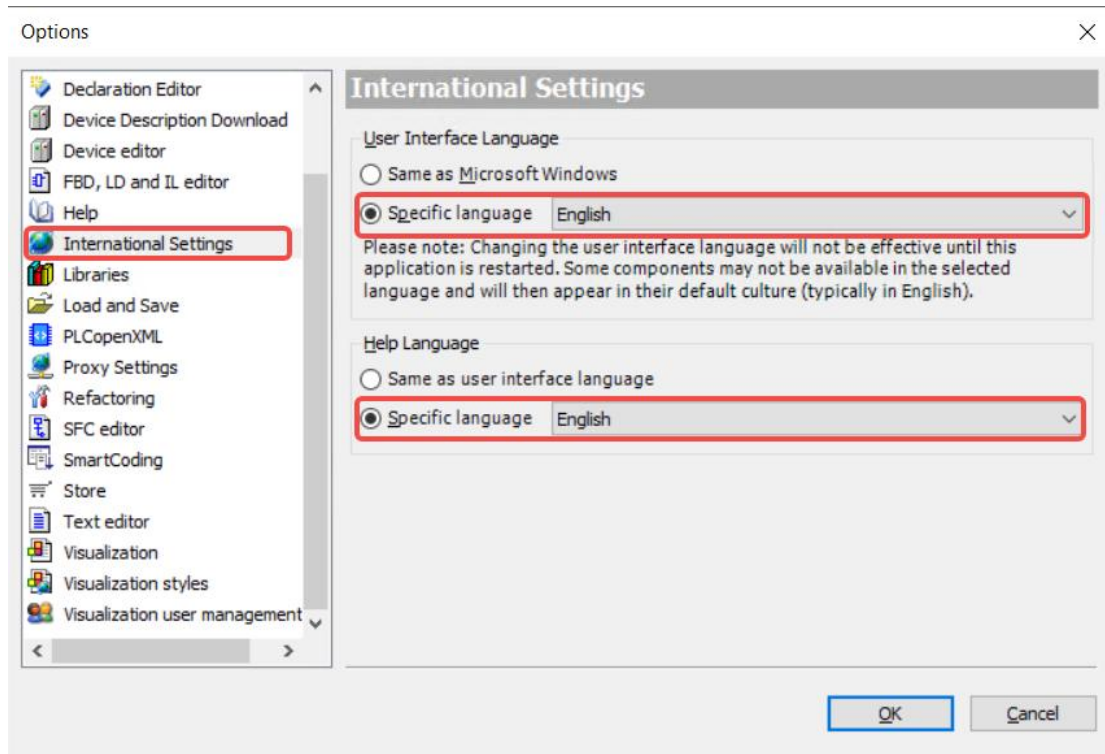 Options
Declaration Editor
Device Description Download
Device editor
FBD, LD and IL editor
Help
International Settings
Libraries
Load and Save
PLCopenXML
Proxy Settings
Refactoring
SFC editor
SmartCoding
Store
Text editor
Visualization
Visualization styles
Visualization user management
International Settings
User Interface Language
Same as Microsoft Windows
Specific language English
Please note: Changing the user interface language will not be effective until this
application is restarted. Some components may not be available in the selected
language and will then appear in their default culture (typically in English).
Help Language
Same as user interface language
Specific language English
OK Cancel